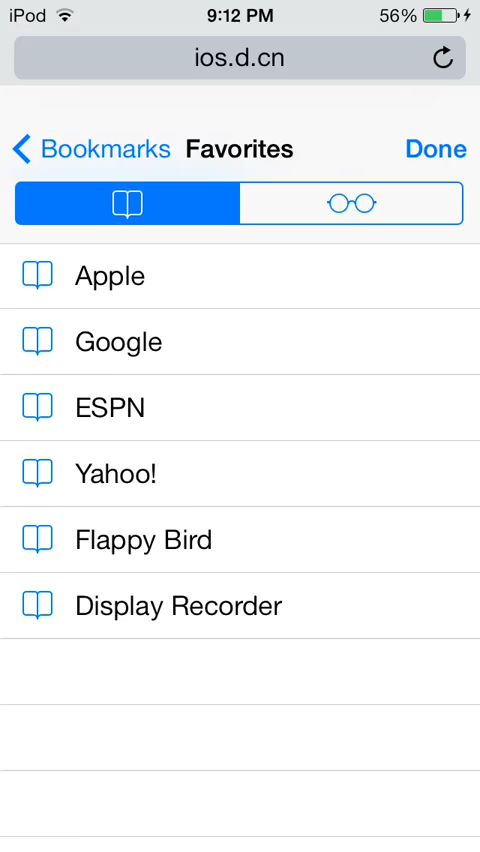 iPod 9:12 PM 56%
ios.d.cn
Bookmarks Favorites Done
Apple
Google
ESPN
Yahoo!
Flappy Bird
Display Recorder